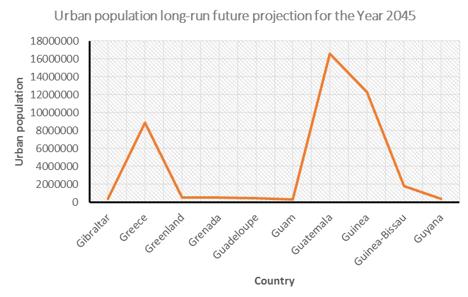 Urban population long-run future projection for the Year 2045
18000000
16000000
14000000
12000000
10000000
8000000
6000000
4000000
2000000
0
Urban population
Gibraltar
Greece
Greenland
Grenada
Guadeloupe
Guam
Guatemala
Guinea
Guinea-Bissau
Guyana
Country